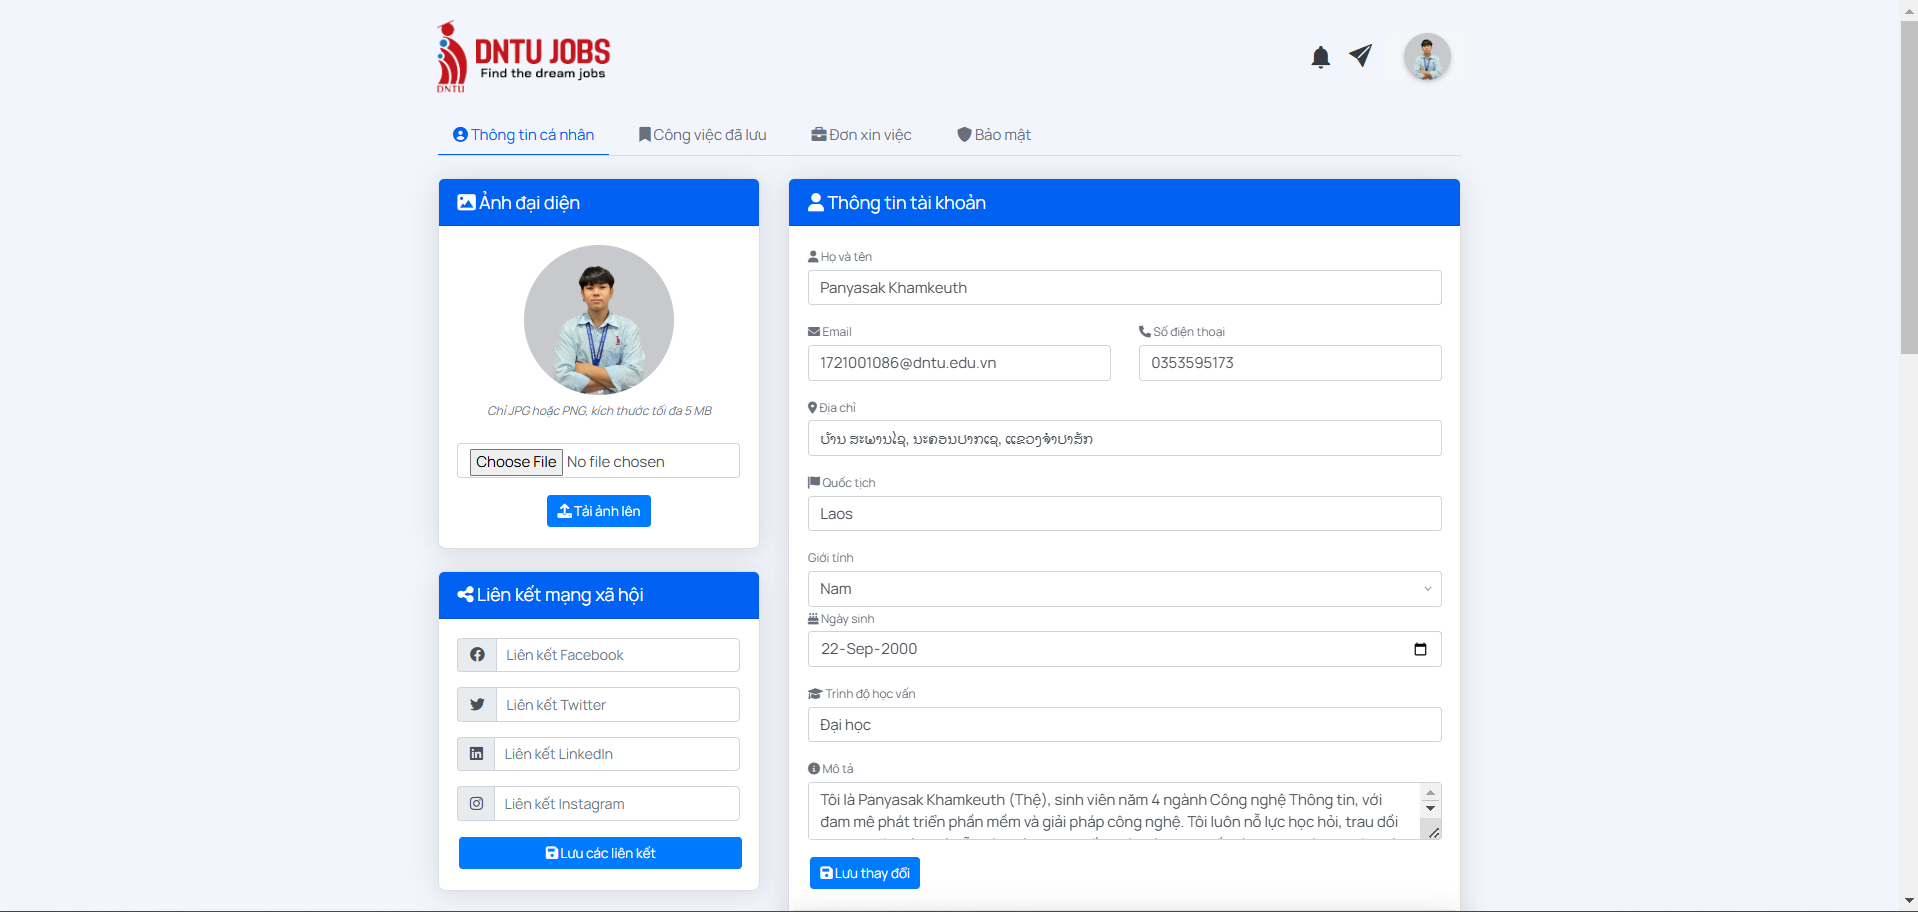 DNTU JOBS
Find the dream jobs
DNTU
Thông tin cá nhân
Công việc đã lưu
Đơn xin việc
Bảo mật
Ảnh đại diện
Chỉ JPG hoặc PNG, kích thước tối đa 5 MB
Choose File No file chosen
Tải ảnh lên
Liên kết mạng xã hội
Liên kết Facebook
Liên kết Twitter
Liên kết LinkedIn
Liên kết Instagram
Lưu các liên kết
Thông tin tài khoản
Họ và tên
Panyasak Khamkeuth
Email
1721001086@dntu.edu.vn
Số điện thoại
0353595173
Địa chỉ
ບ້ານ ສະພານໄຊ, ນະຄອນປາກເຊ, ແຂວງຈຳປາສັກ
Quốc tịch
Laos
Giới tính
Nam
Ngày sinh
22-Sep-2000
Trình độ học vấn
Đại học
Mô tả
Tôi là Panyasak Khamkeuth (Thệ), sinh viên năm 4 ngành Công nghệ Thông tin, với
đam mê phát triển phần mềm và giải pháp công nghệ. Tôi luôn nỗ lực học hỏi, trau dồi
Lưu thay đổi